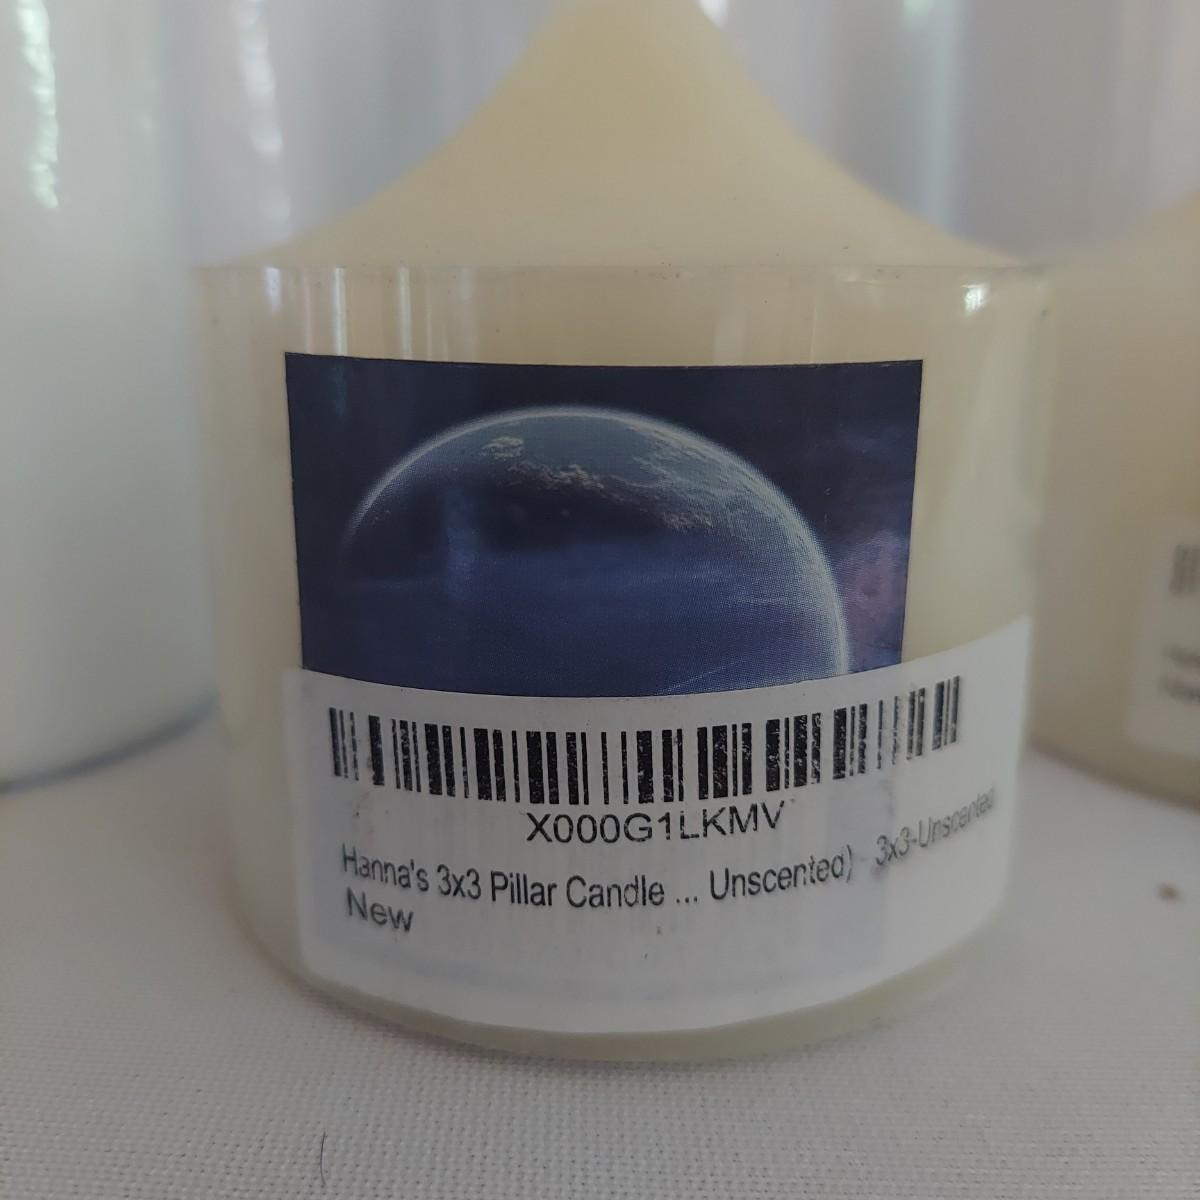 X000G1LKMV
Hanna's 3x3 Pillar Candle ... Unscented) 3x3-Unscented
New